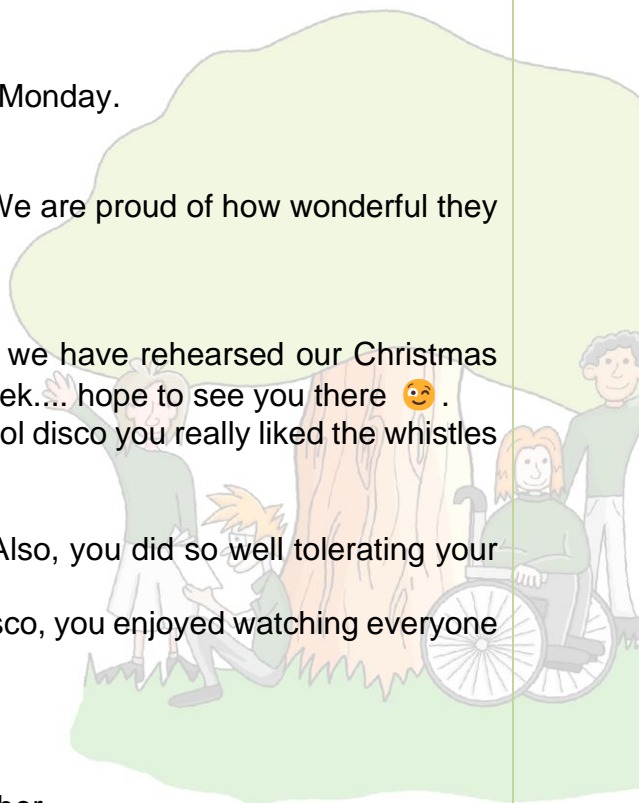 Monday.
We are proud of how wonderful they
we have rehearsed our Christmas
ek.... hope to see you there 😉.
ol disco you really liked the whistles
Also, you did so well tolerating your
sco, you enjoyed watching everyone